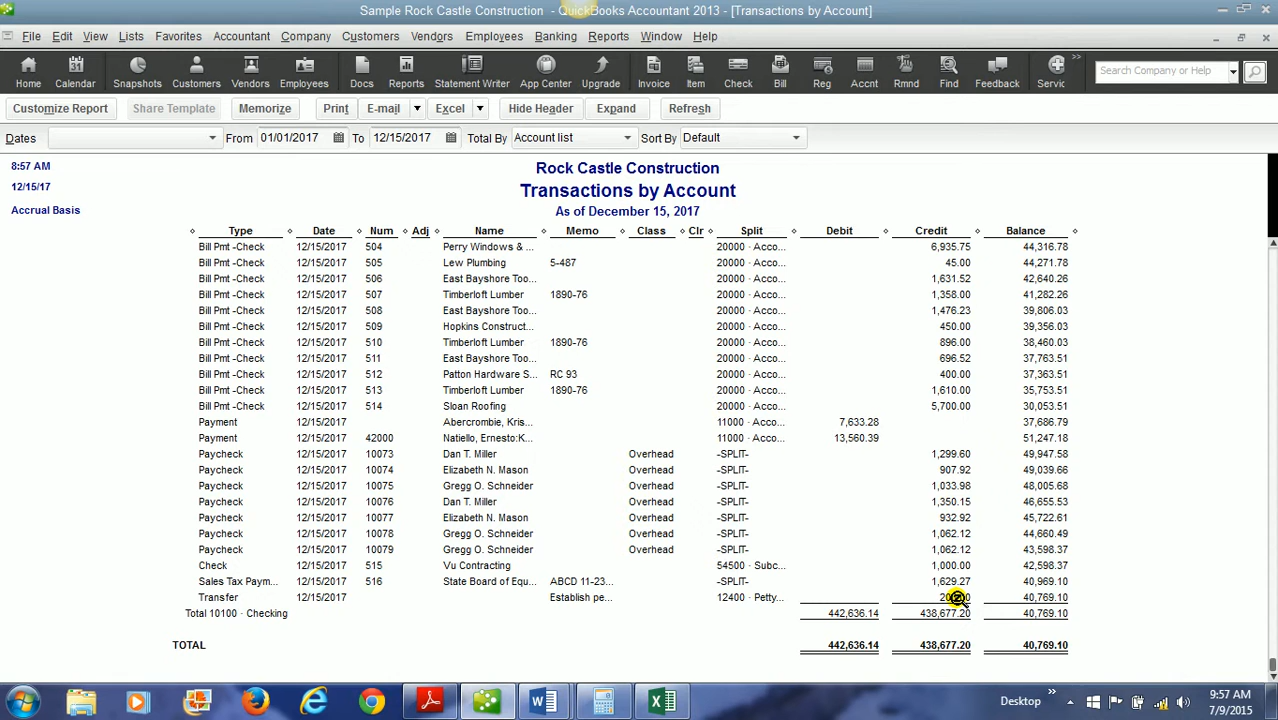 Sample Rock Castle Construction - QuickBooks Accountant 2013 - [Transactions by Account]
File Edit View Lists Favorites Accountant Company Customers Vendors Employees Banking Reports Window Help
Home Calendar Snapshots Customers Vendors Employees Docs Reports Statement Writer App Center Upgrade Invoice Item Check Bill Reg Accnt Rmnd Find Feedback Servic » Search Company or Help
31
Customize Report Share Template Memorize Print E-mail Excel Hide Header Expand Refresh
Dates From 01/01/2017 To 12/15/2017 Total By Account list Sort By Default
8:57 AM Rock Castle Construction
12/15/17 Transactions by Account
Accrual Basis As of December 15, 2017
Type Date Num Adj Name Memo Class Clr Split Debit Credit Balance
Bill Pmt -Check 12/15/2017 504 Perry Windows & ... 20000 · Acco... 6,935.75 44,316.78
Bill Pmt -Check 12/15/2017 505 Lew Plumbing 5-487 20000 · Acco... 45.00 44,271.78
Bill Pmt -Check 12/15/2017 506 East Bayshore Too... 20000 · Acco... 1,631.52 42,640.26
Bill Pmt -Check 12/15/2017 507 Timberloft Lumber 1890-76 20000 · Acco... 1,358.00 41,282.26
Bill Pmt -Check 12/15/2017 508 East Bayshore Too... 20000 · Acco... 1,476.23 39,806.03
Bill Pmt -Check 12/15/2017 509 Hopkins Construct... 20000 · Acco... 450.00 39,356.03
Bill Pmt -Check 12/15/2017 510 Timberloft Lumber 1890-76 20000 · Acco... 896.00 38,460.03
Bill Pmt -Check 12/15/2017 511 East Bayshore Too... 20000 · Acco... 696.52 37,763.51
Bill Pmt -Check 12/15/2017 512 Patton Hardware S... RC 93 20000 · Acco... 400.00 37,363.51
Bill Pmt -Check 12/15/2017 513 Timberloft Lumber 1890-76 20000 · Acco... 1,610.00 35,753.51
Bill Pmt -Check 12/15/2017 514 Sloan Roofing 20000 · Acco... 5,700.00 30,053.51
Payment 12/15/2017 Abercrombie, Kris... 11000 · Acco... 7,633.28 37,686.79
Payment 12/15/2017 42000 Natiello, Ernesto:K... 11000 · Acco... 13,560.39 51,247.18
Paycheck 12/15/2017 10073 Dan T. Miller Overhead -SPLIT- 1,299.60 49,947.58
Paycheck 12/15/2017 10074 Elizabeth N. Mason Overhead -SPLIT- 907.92 49,039.66
Paycheck 12/15/2017 10075 Gregg O. Schneider Overhead -SPLIT- 1,033.98 48,005.68
Paycheck 12/15/2017 10076 Dan T. Miller Overhead -SPLIT- 1,350.15 46,655.53
Paycheck 12/15/2017 10077 Elizabeth N. Mason Overhead -SPLIT- 932.92 45,722.61
Paycheck 12/15/2017 10078 Gregg O. Schneider Overhead -SPLIT- 1,062.12 44,660.49
Paycheck 12/15/2017 10079 Gregg O. Schneider Overhead -SPLIT- 1,062.12 43,598.37
Check 12/15/2017 515 Vu Contracting 54500 · Subc... 1,000.00 42,598.37
Sales Tax Paym... 12/15/2017 516 State Board of Equ... ABCD 11-23... -SPLIT- 1,629.27 40,969.10
Transfer 12/15/2017 Establish pe... 12400 · Petty... 40,769.10
Total 10100 · Checking 442,636.14 438,677.20 40,769.10
TOTAL 442,636.14 438,677.20 40,769.10
Desktop » 9:57 AM
7/9/2015